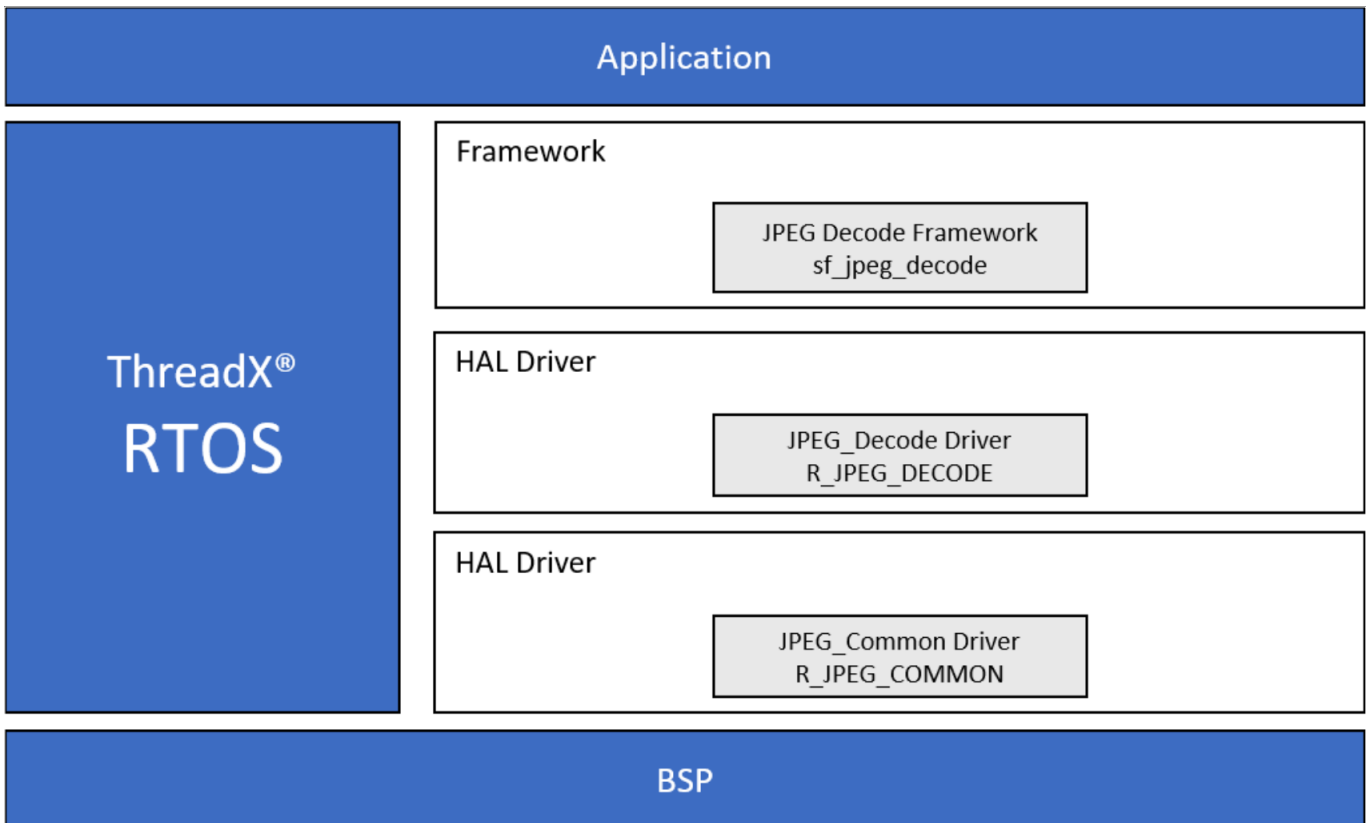 Application
ThreadX®
RTOS
Framework
JPEG Decode Framework
sf_jpeg_decode
HAL Driver
JPEG_Decode Driver
R_JPEG_DECODE
HAL Driver
JPEG_Common Driver
R_JPEG_COMMON
BSP